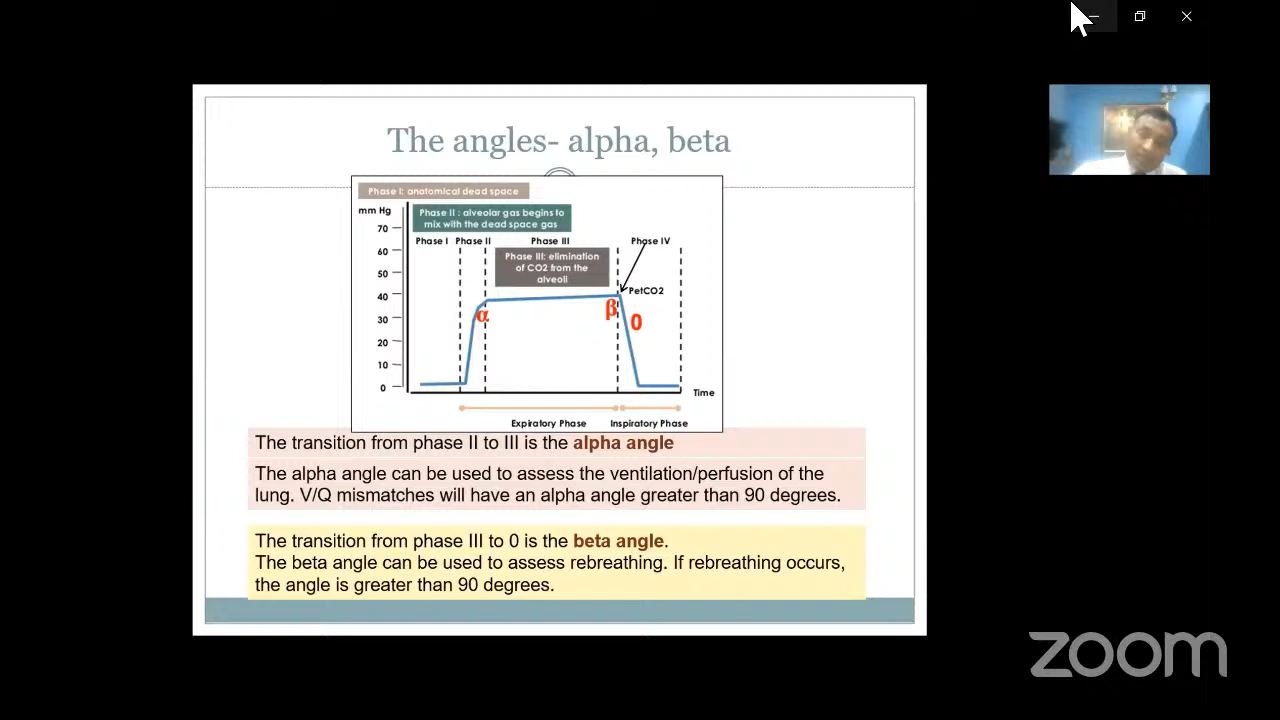 The angles- alpha, beta
Phase I: anatomical dead space
mm Hg
Phase II : alveolar gas begins to
mix with the dead space gas
70
Phase I Phase II Phase III Phase IV
60
Phase III: elimination
of CO2 from the
alveoli
50
PetCO2
40
α β 0
30
20
10
0
Time
Expiratory Phase Inspiratory Phase
The transition from phase II to III is the alpha angle
The alpha angle can be used to assess the ventilation/perfusion of the
lung. V/Q mismatches will have an alpha angle greater than 90 degrees.
The transition from phase III to 0 is the beta angle.
The beta angle can be used to assess rebreathing. If rebreathing occurs,
the angle is greater than 90 degrees.
zoom